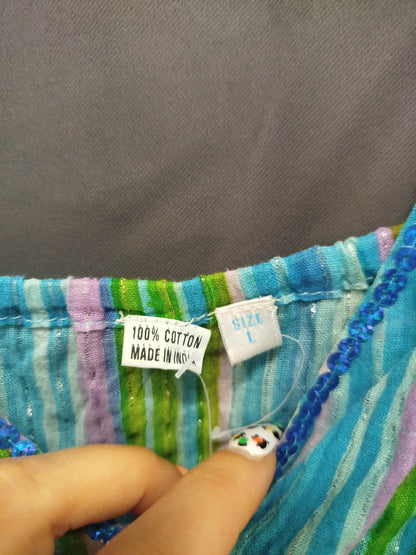 100% COTTON
MADE IN INDIA
SIZE
L